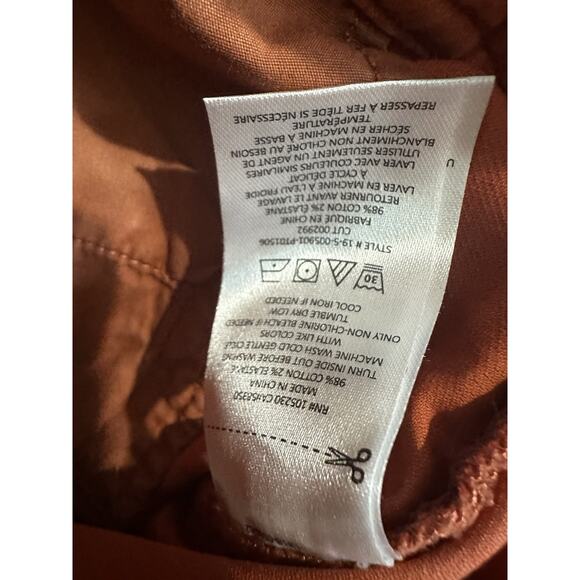 RN# 105230 CA#58350
MADE IN CHINA
98% COTTON 2% ELASTANE
TURN INSIDE OUT BEFORE WASHING
MACHINE WASH COLD GENTLE CYCLE
WITH LIKE COLORS
ONLY NON-CHLORINE BLEACH IF NEEDED
TUMBLE DRY LOW
COOL IRON IF NEEDED
30
STYLE # 19-S-005901-PT01506
CUT 002992
FABRIQUÉ EN CHINE
98% COTON 2% ÉLASTANE
RETOURNER AVANT LE LAVAGE
LAVER EN MACHINE À L'EAU FROIDE
À CYCLE DÉLICAT
LAVER AVEC COULEURS SIMILAIRES
UTILISER SEULEMENT UN AGENT DE
BLANCHIMENT NON CHLORÉ AU BESOIN
SÉCHER EN MACHINE À BASSE
TEMPÉRATURE
REPASSER À FER TIÈDE SI NÉCESSAIRE